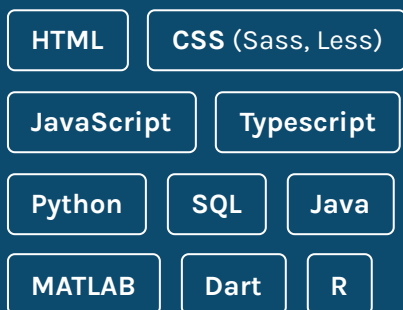 HTML CSS (Sass, Less)
JavaScript Typescript
Python SQL Java
MATLAB Dart R